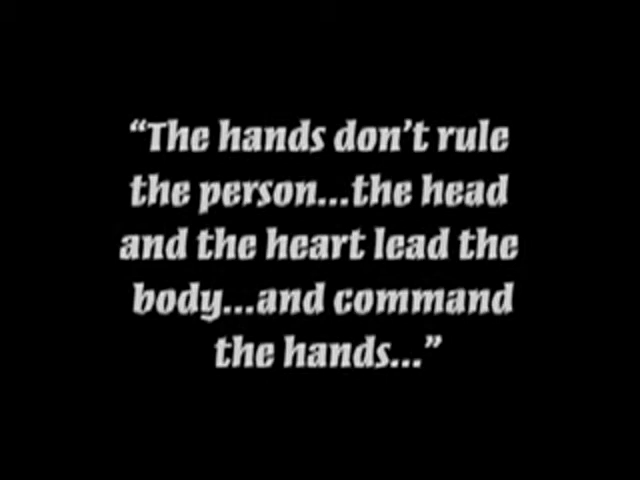 “The hands don’t rule
the person...the head
and the heart lead the
body...and command
the hands...”